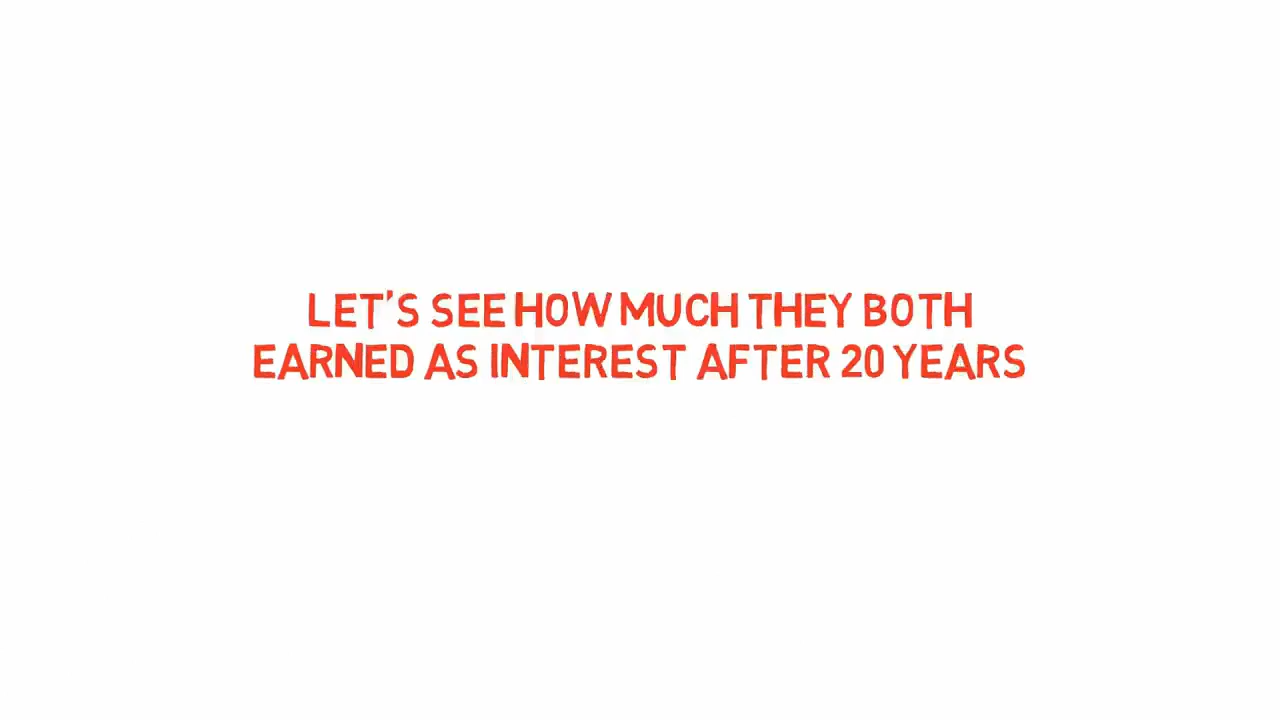 LET'S SEE HOW MUCH THEY BOTH
EARNED AS INTEREST AFTER 20 YEARS